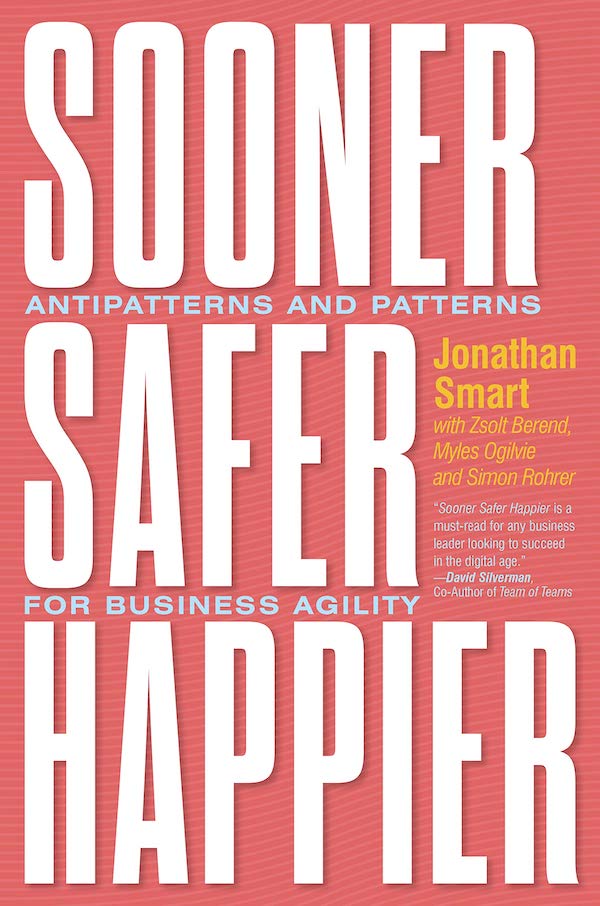 SOONER
ANTIPATTERNS AND PATTERNS
SAFER
Jonathan
Smart
with Zsolt Berend,
Myles Ogilvie
and Simon Rohrer
“Sooner Safer Happier is a
must-read for any business
leader looking to succeed
in the digital age.”
—David Silverman,
Co-Author of Team of Teams
FOR BUSINESS AGILITY
HAPPIER